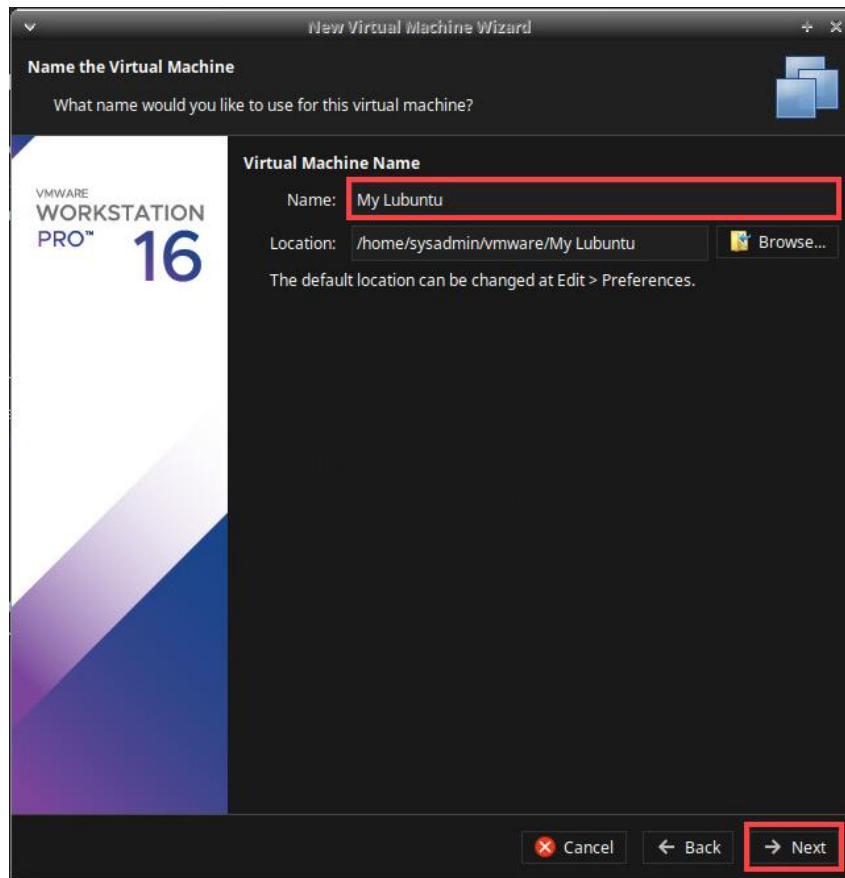 New Virtual Machine Wizard
Name the Virtual Machine
What name would you like to use for this virtual machine?
VMWARE
WORKSTATION
PRO™ 16
Virtual Machine Name
Name: My Lubuntu
Location: /home/sysadmin/vmware/My Lubuntu Browse...
The default location can be changed at Edit > Preferences.
Cancel Back Next